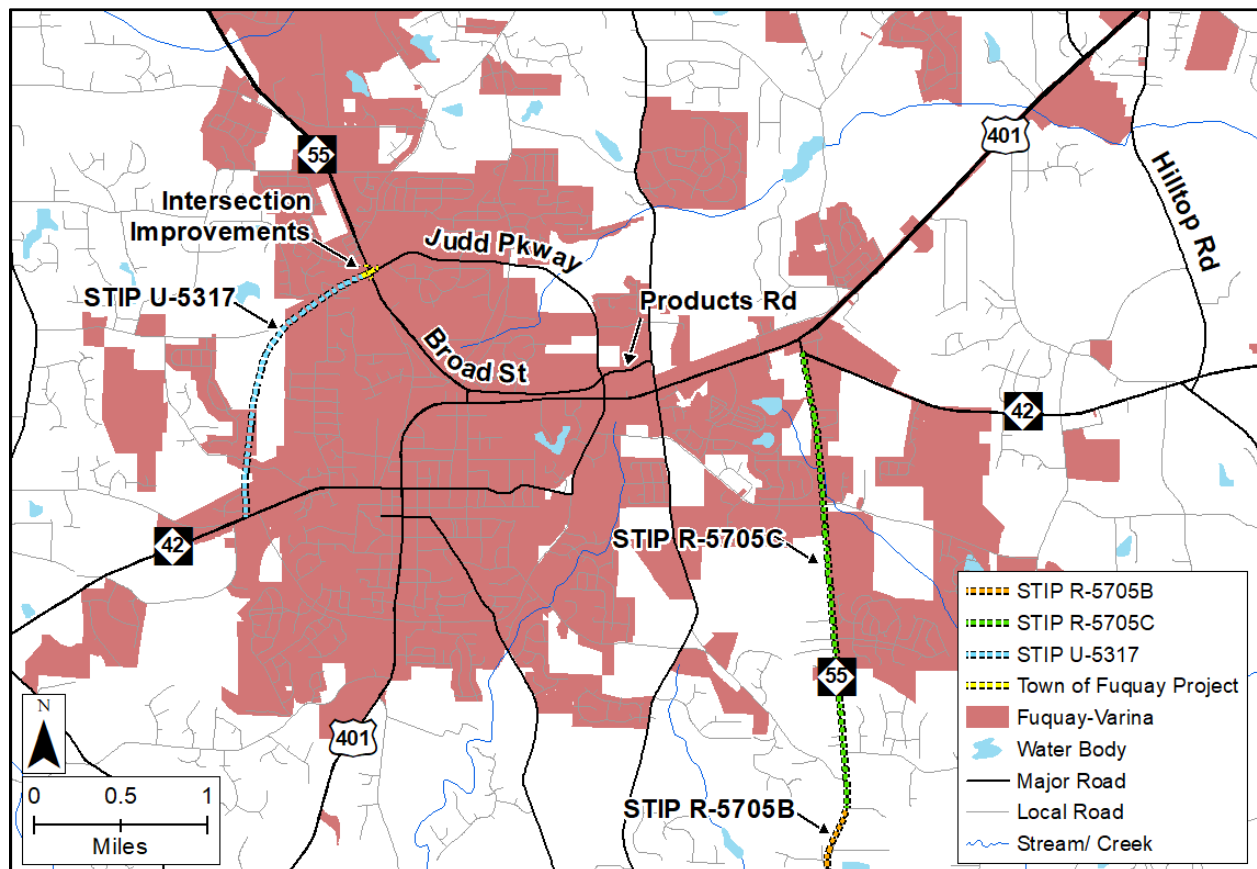 401
55
Hilltop Rd
Intersection
Improvements
Judd Pkway
STIP U-5317
Products Rd
Broad St
42
STIP R-5705C
42
55
401
STIP R-5705B
N
0 0.5 1
Miles
STIP R-5705B
STIP R-5705C
STIP U-5317
Town of Fuquay Project
Fuquay-Varina
Water Body
Major Road
Local Road
Stream/ Creek